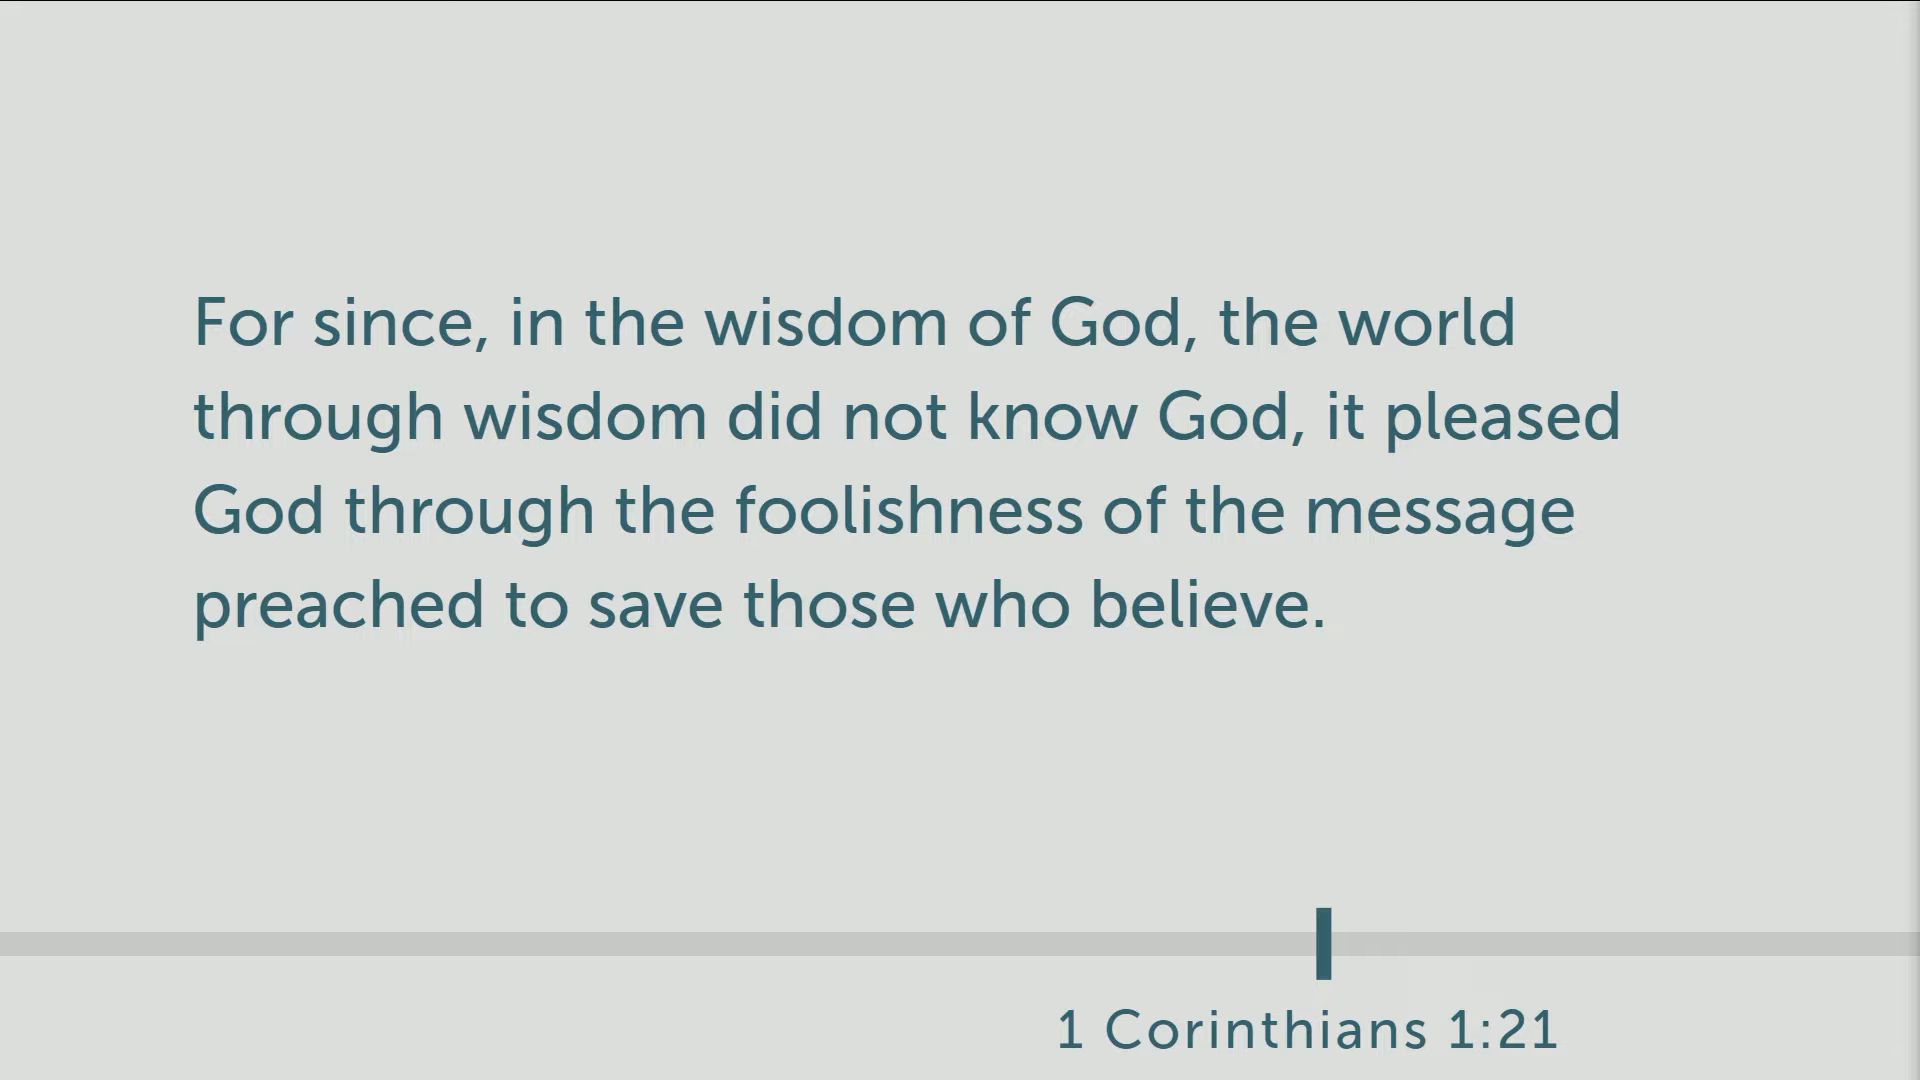 For since, in the wisdom of God, the world
through wisdom did not know God, it pleased
God through the foolishness of the message
preached to save those who believe.
1 Corinthians 1:21